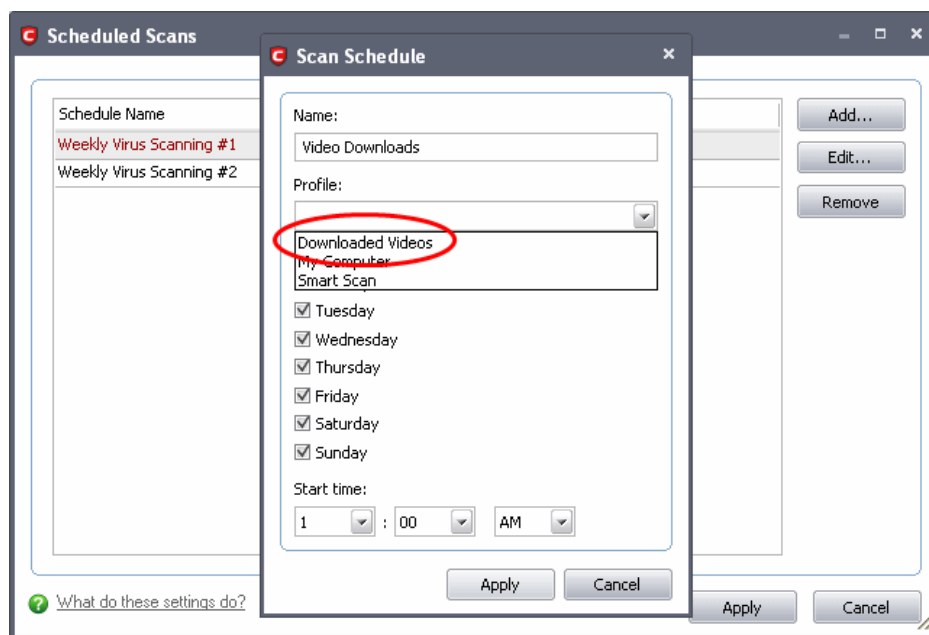 Scheduled Scans
Scan Schedule
Schedule Name
Weekly Virus Scanning #1
Weekly Virus Scanning #2
Name:
Video Downloads
Profile:
Downloaded Videos
My Computer
Smart Scan
Tuesday
Wednesday
Thursday
Friday
Saturday
Sunday
Start time:
1 : 00 AM
Apply Cancel
Add...
Edit...
Remove
What do these settings do?
Apply Cancel